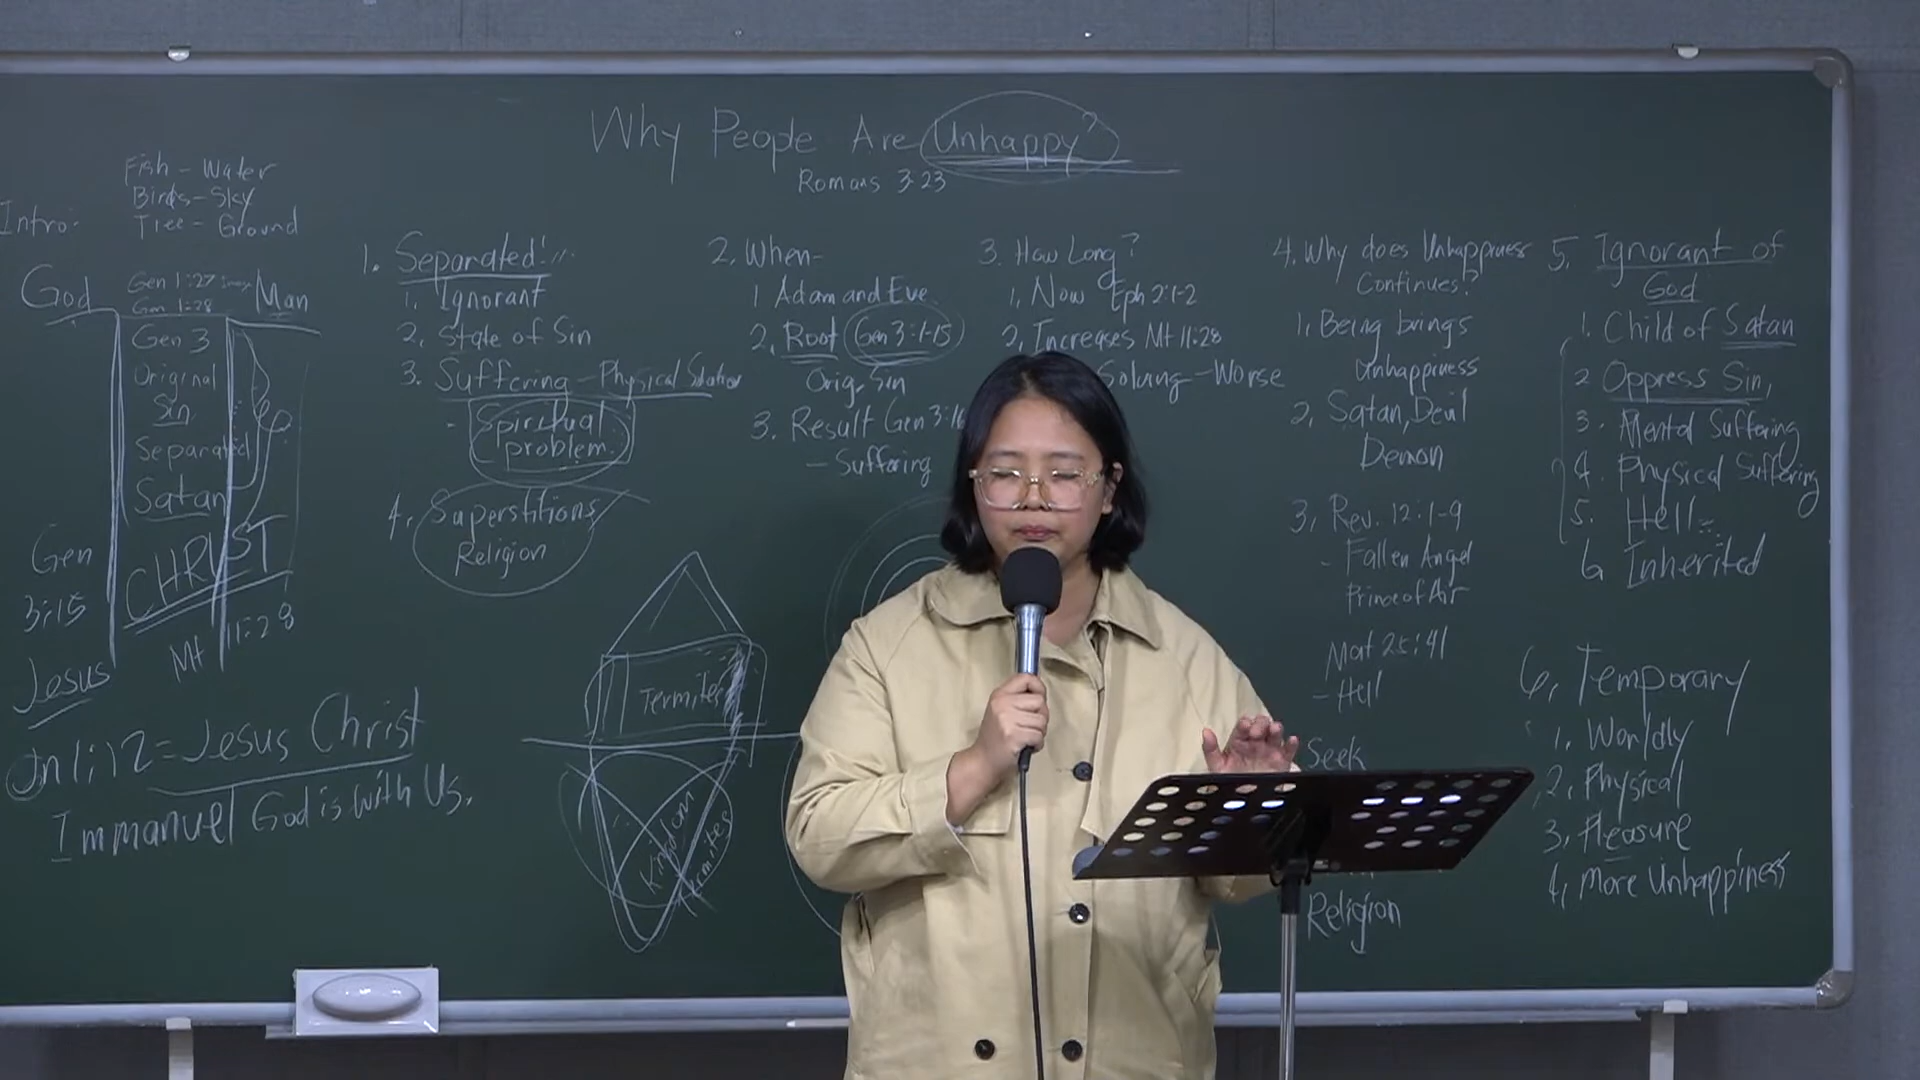 Why People Are Unhappy?
Romans 3:23
Intro:
Fish - Water
Birds - Sky
Tree - Ground
God
Gen 1:27 Image
Gen 1:28
Man
Gen 3
Original
Sin
Separated
Satan
CHRIST
Gen
3:15
Jesus
Mt 11:28
Jn 1:12 = Jesus Christ
Immanuel God is with Us.
1. Separated!
1. Ignorant
2. State of Sin
3. Suffering - Physical
- Spiritual
problem.
4. Superstitions
Religion
Termites
Kingdom
termites
2. When-
1 Adam and Eve
2. Root Gen 3:1-15
Orig. Sin
3. Result Gen 3:16
- Suffering
3. How Long?
1. Now Eph 2:1-2
2. Increases Mt 11:28
Solving - Worse
4. Why does Unhappiness
Continues?
1. Being brings
Unhappiness
2. Satan, Devil
Demon
3. Rev. 12:1-9
- Fallen Angel
Prince of Air
Mat 25:41
- Hell
Seek
Religion
5. Ignorant of
God
1. Child of Satan
2 Oppress Sin,
3. Mental Suffering
4. Physical Suffering
5. Hell
6. Inherited
6. Temporary
1. Worldly
2. Physical
3. Pleasure
4. More Unhappiness